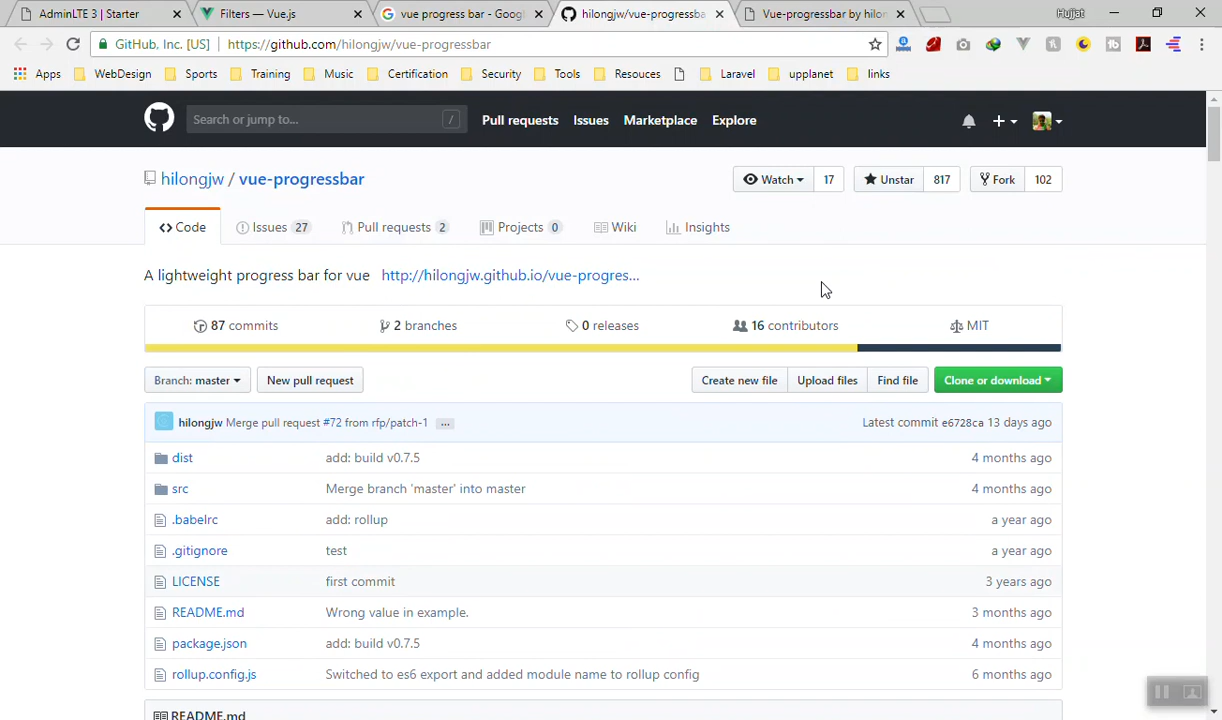 AdminLTE 3 | Starter
Filters — Vue.js
vue progress bar - Goog
hilongjw/vue-progressba
Vue-progressbar by hilon
Hujjat
GitHub, Inc. [US]
https://github.com/hilongjw/vue-progressbar
Apps
WebDesign
Sports
Training
Music
Certification
Security
Tools
Resouces
Laravel
upplanet
links
Search or jump to...
/
Pull requests
Issues
Marketplace
Explore
hilongjw / vue-progressbar
Watch 17
Unstar 817
Fork 102
Code
Issues 27
Pull requests 2
Projects 0
Wiki
Insights
A lightweight progress bar for vue http://hilongjw.github.io/vue-progres...
87 commits
2 branches
0 releases
16 contributors
MIT
Branch: master
New pull request
Create new file
Upload files
Find file
Clone or download
hilongjw Merge pull request #72 from rfp/patch-1 ...
Latest commit e6728ca 13 days ago
dist add: build v0.7.5 4 months ago
src Merge branch 'master' into master 4 months ago
.babelrc add: rollup a year ago
.gitignore test a year ago
LICENSE first commit 3 years ago
README.md Wrong value in example. 3 months ago
package.json add: build v0.7.5 4 months ago
rollup.config.js Switched to es6 export and added module name to rollup config 6 months ago
README.md